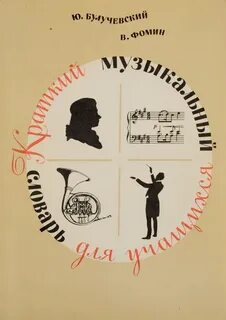 Ю. БУЛУЧЕВСКИЙ
В. ФОМИН
Краткий
музыкальный
словарь
для учащихся